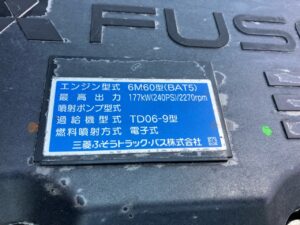 FUSO
エンジン型式 6M60型(BAT5)
最高出力 177kW(240PS)/2270rpm
噴射ポンプ型式
過給機型式 TD06-9型
燃料噴射方式 電子式
三菱ふそうトラック・バス株式会社